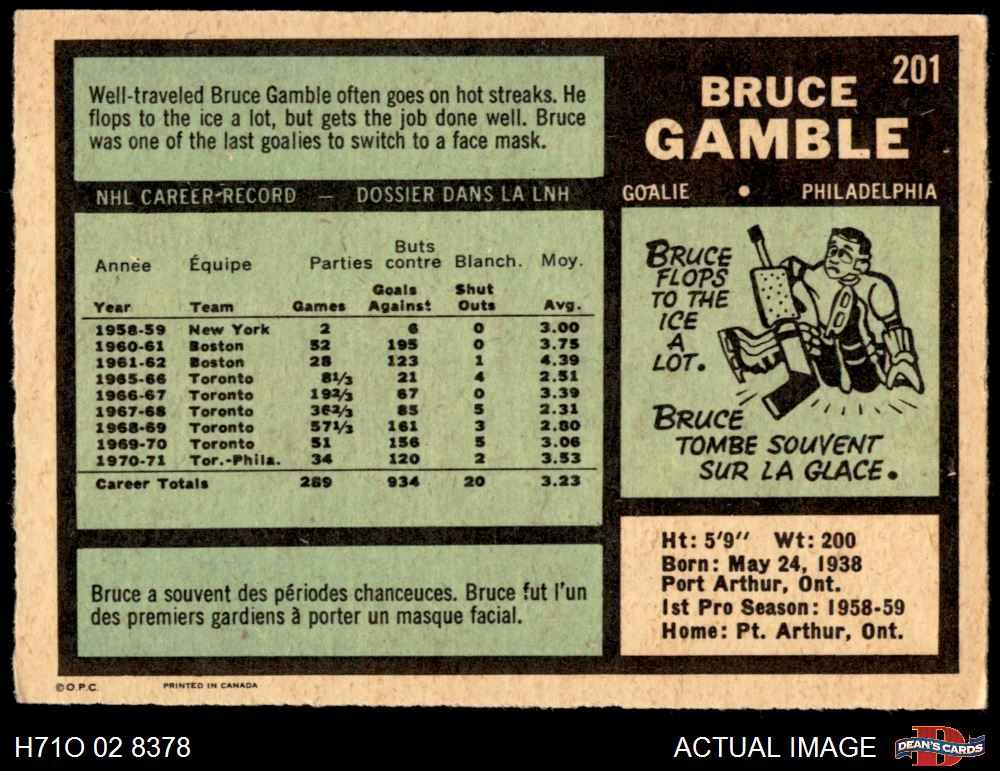 201
BRUCE
GAMBLE
GOALIE • PHILADELPHIA
Well-traveled Bruce Gamble often goes on hot streaks. He
flops to the ice a lot, but gets the job done well. Bruce
was one of the last goalies to switch to a face mask.
NHL CAREER RECORD — DOSSIER DANS LA LNH
Buts
Année Équipe Parties contre Blanch. Moy.
Goals Shut
Year Team Games Against Outs Avg.
1958-59 New York 2 6 0 3.00
1960-61 Boston 52 195 0 3.75
1961-62 Boston 28 123 1 4.39
1965-66 Toronto 8 1/3 21 4 2.51
1966-67 Toronto 19 2/3 67 0 3.39
1967-68 Toronto 36 2/3 85 5 2.31
1968-69 Toronto 57 1/3 161 3 2.80
1969-70 Toronto 51 156 5 3.06
1970-71 Tor.-Phila. 34 120 2 3.53
Career Totals 289 934 20 3.23
Bruce a souvent des périodes chanceuces. Bruce fut l'un
des premiers gardiens à porter un masque facial.
BRUCE
FLOPS
TO THE
ICE
A
LOT.
BRUCE
TOMBE SOUVENT
SUR LA GLACE.
Ht: 5'9" Wt: 200
Born: May 24, 1938
Port Arthur, Ont.
1st Pro Season: 1958-59
Home: Pt. Arthur, Ont.
© O.P.C. PRINTED IN CANADA
H71O 02 8378
ACTUAL IMAGE
DEAN'S CARDS